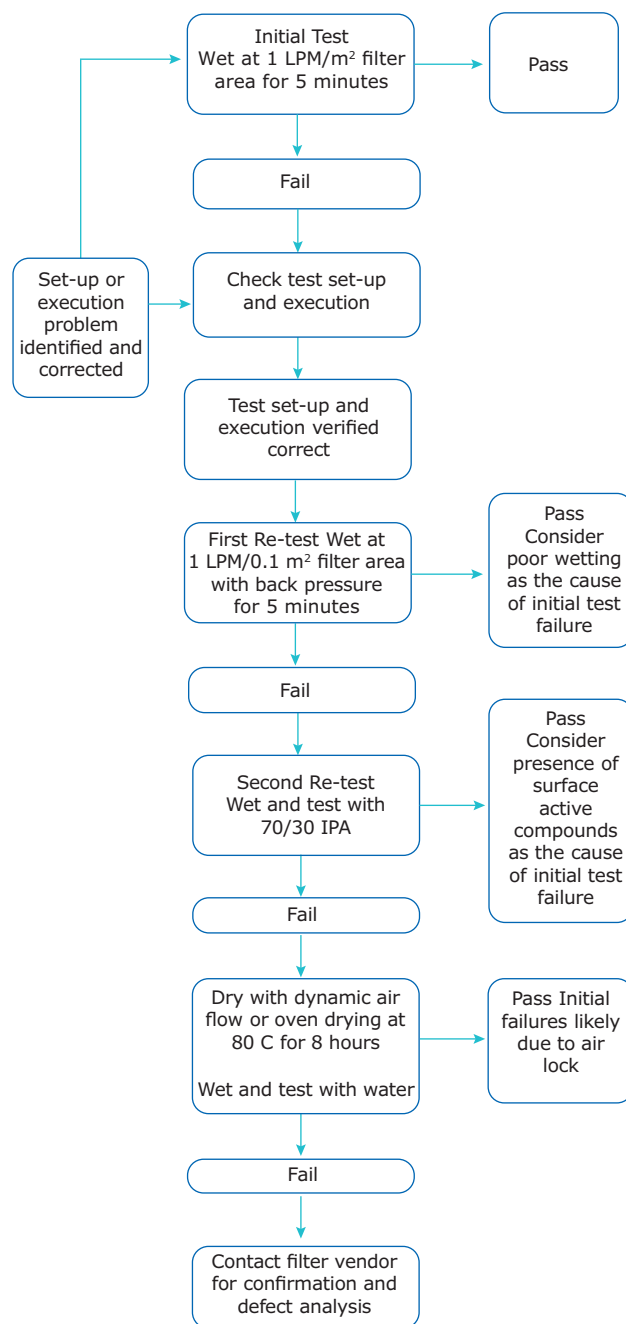 Initial Test
Wet at 1 LPM/m² filter
area for 5 minutes
Pass
Fail
Set-up or
execution
problem
identified and
corrected
Check test set-up
and execution
Test set-up and
execution verified
correct
First Re-test Wet at
1 LPM/0.1 m² filter area
with back pressure
for 5 minutes
Pass
Consider
poor wetting
as the cause
of initial test
failure
Fail
Second Re-test
Wet and test with
70/30 IPA
Pass
Consider
presence of
surface
active
compounds
as the cause
of initial test
failure
Fail
Dry with dynamic air
flow or oven drying at
80 C for 8 hours
Wet and test with water
Pass Initial
failures likely
due to air
lock
Fail
Contact filter vendor
for confirmation and
defect analysis